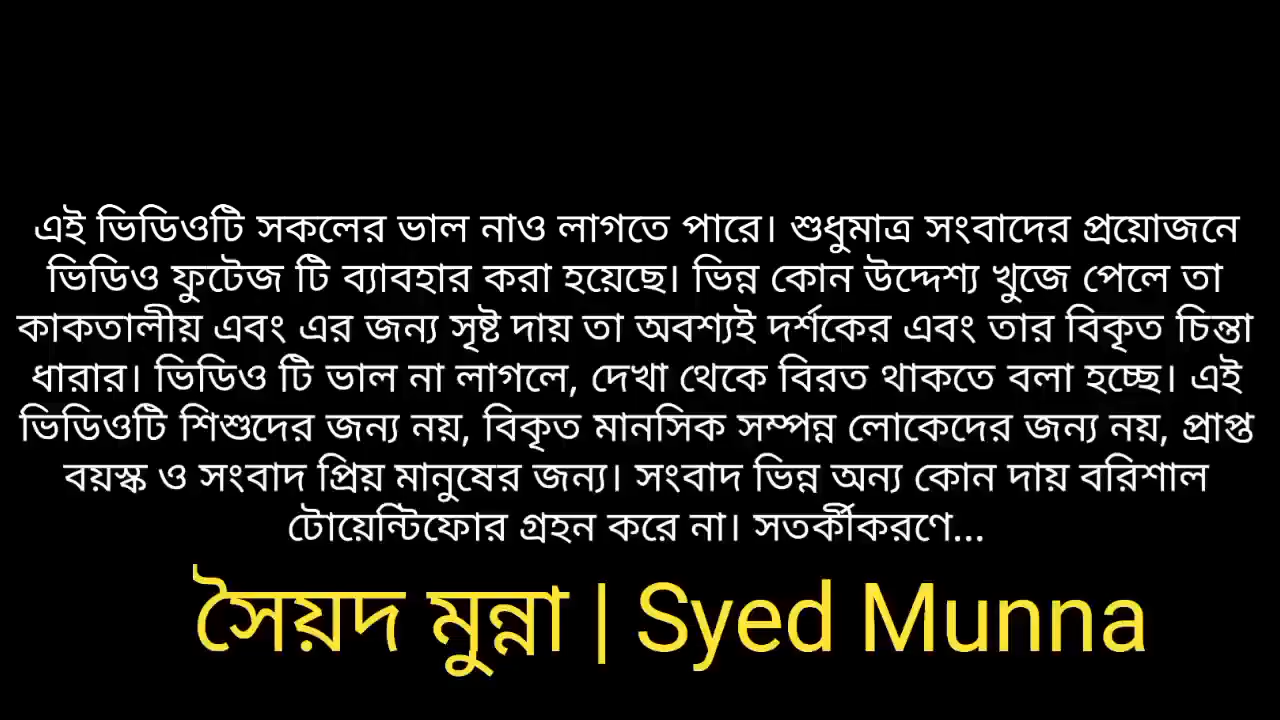 এই ভিডিওটি সকলের ভাল নাও লাগতে পারে। শুধুমাত্র সংবাদের প্রয়োজনে
ভিডিও ফুটেজ টি ব্যাবহার করা হয়েছে। ভিন্ন কোন উদ্দেশ্য খুজে পেলে তা
কাকতালীয় এবং এর জন্য সৃষ্ট দায় তা অবশ্যই দর্শকের এবং তার বিকৃত চিন্তা
ধারার। ভিডিও টি ভাল না লাগলে, দেখা থেকে বিরত থাকতে বলা হচ্ছে। এই
ভিডিওটি শিশুদের জন্য নয়, বিকৃত মানসিক সম্পন্ন লোকেদের জন্য নয়, প্রাপ্ত
বয়স্ক ও সংবাদ প্রিয় মানুষের জন্য। সংবাদ ভিন্ন অন্য কোন দায় বরিশাল
টোয়েন্টিফোর গ্রহন করে না। সতর্কীকরণে...
সৈয়দ মুন্না | Syed Munna